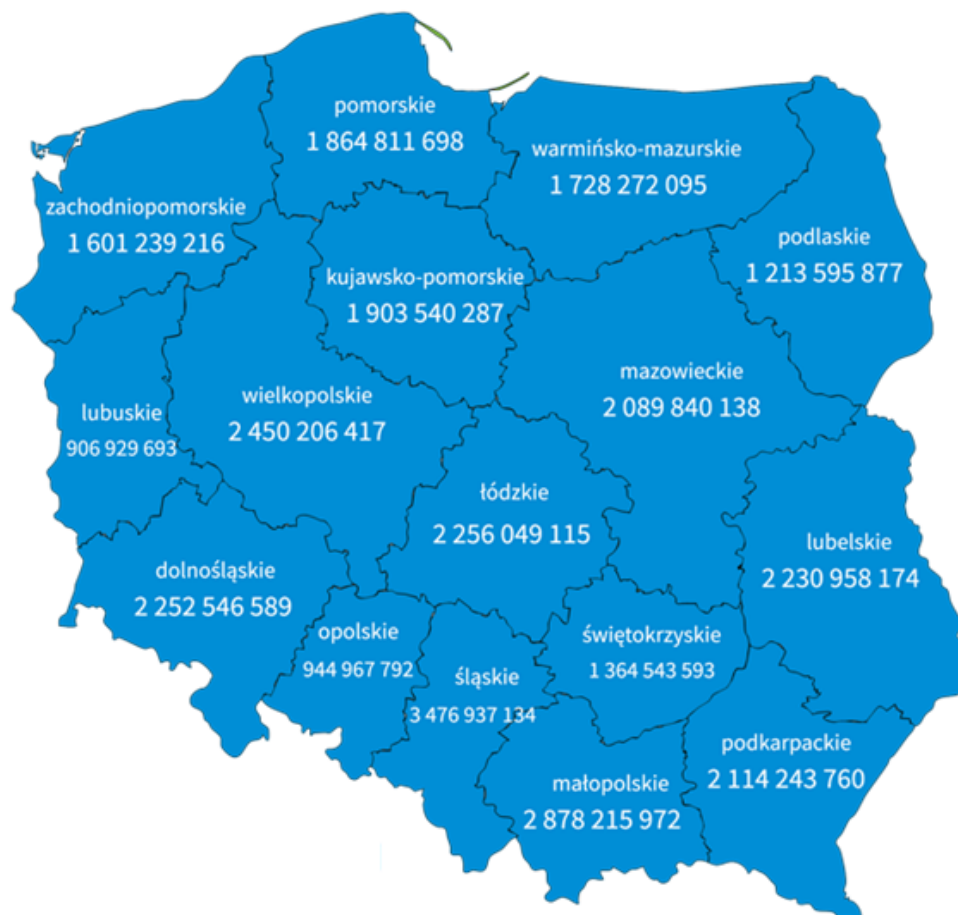 pomorskie
1 864 811 698
warmińsko-mazurskie
1 728 272 095
zachodniopomorskie
1 601 239 216
podlaskie
1 213 595 877
kujawsko-pomorskie
1 903 540 287
mazowieckie
2 089 840 138
wielkopolskie
2 450 206 417
lubuskie
906 929 693
łódzkie
2 256 049 115
lubelskie
2 230 958 174
dolnośląskie
2 252 546 589
opolskie
944 967 792
świętokrzyskie
1 364 543 593
śląskie
3 476 937 134
podkarpackie
2 114 243 760
małopolskie
2 878 215 972